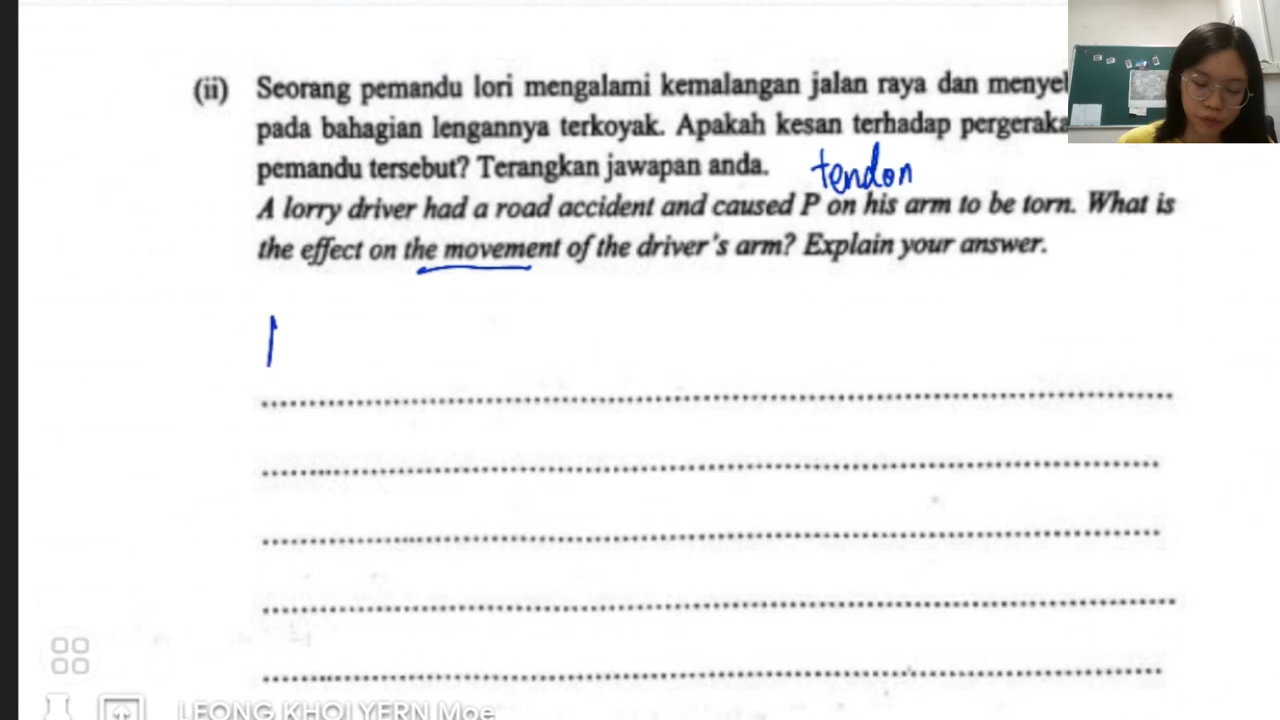 (ii) Seorang pemandu lori mengalami kemalangan jalan raya dan
pada bahagian lengannya terkoyak. Apakah kesan terhadap
pemandu tersebut? Terangkan jawapan anda.
tendon
A lorry driver had a road accident and caused P on his arm to be torn. What is
the effect on the movement of the driver's arm? Explain your answer.
LEONG KHOI YERN Moe